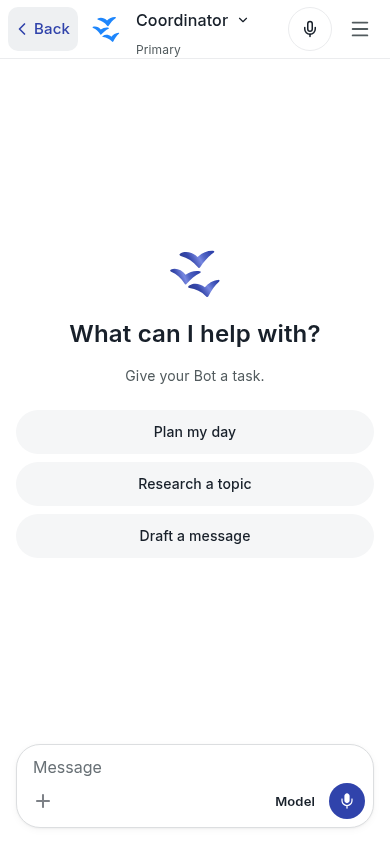 Back
Coordinator
Primary
What can I help with?
Give your Bot a task.
Plan my day
Research a topic
Draft a message
Message
Model